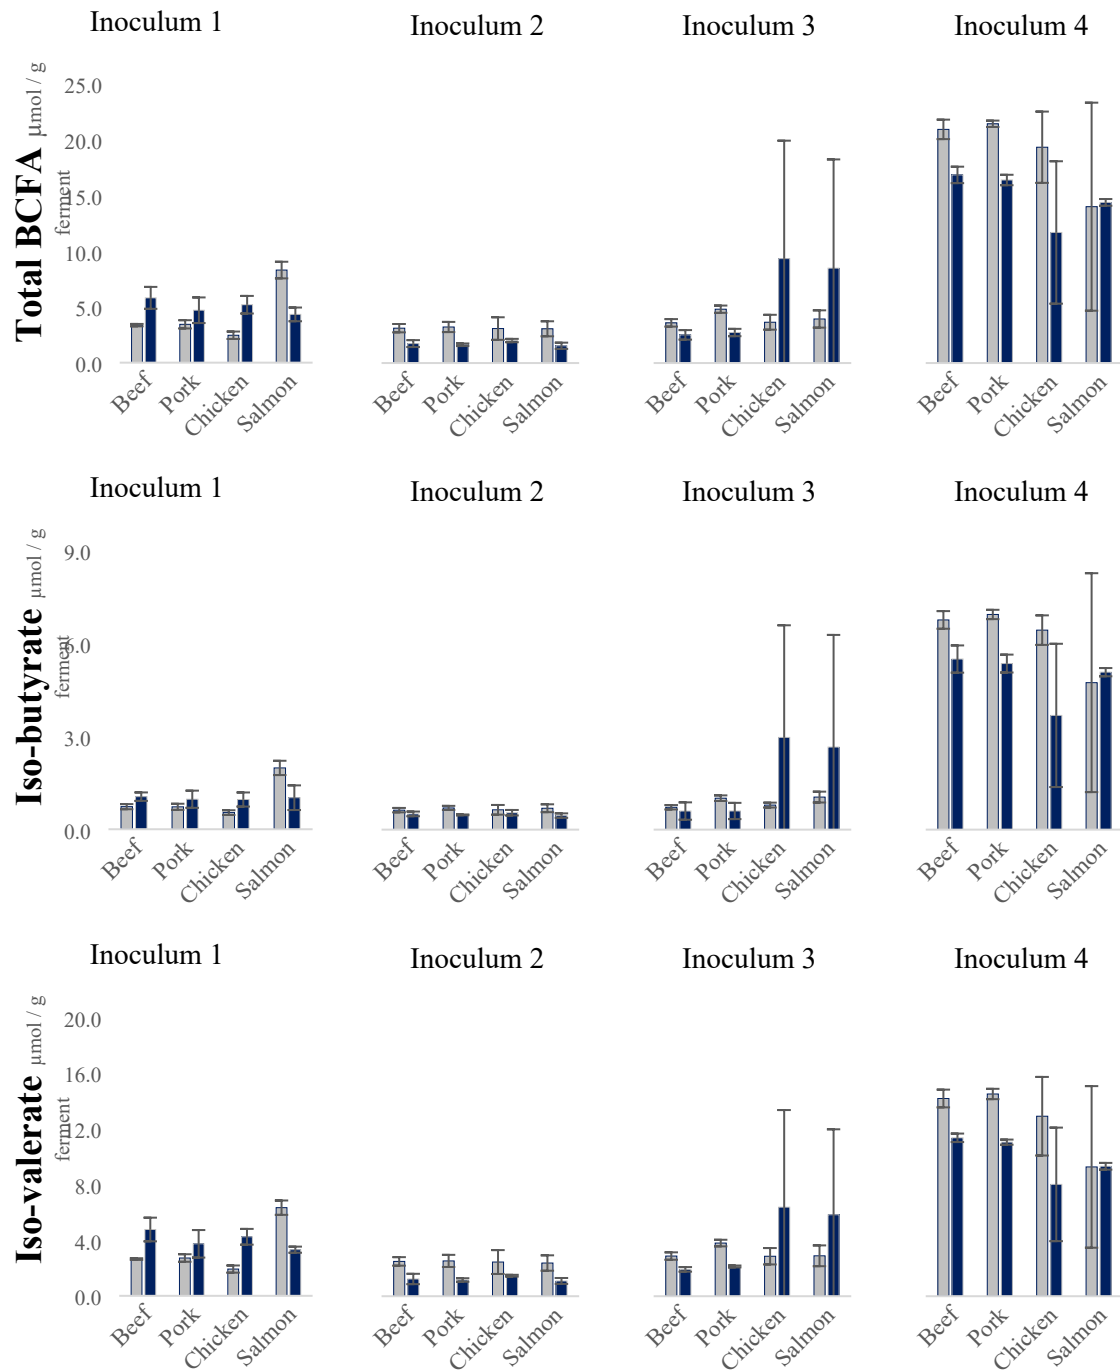 Inoculum 1
Inoculum 2
Inoculum 3
Inoculum 4
Total BCFA µmol / g
ferment
25.0
20.0
15.0
10.0
5.0
0.0
Beef
Pork
Chicken
Salmon
Beef
Pork
Chicken
Salmon
Beef
Pork
Chicken
Salmon
Beef
Pork
Chicken
Salmon
Inoculum 1
Inoculum 2
Inoculum 3
Inoculum 4
Iso-butyrate µmol / g
ferment
9.0
6.0
3.0
0.0
Beef
Pork
Chicken
Salmon
Beef
Pork
Chicken
Salmon
Beef
Pork
Chicken
Salmon
Beef
Pork
Chicken
Salmon
Inoculum 1
Inoculum 2
Inoculum 3
Inoculum 4
Iso-valerate µmol / g
ferment
20.0
16.0
12.0
8.0
4.0
0.0
Beef
Pork
Chicken
Salmon
Beef
Pork
Chicken
Salmon
Beef
Pork
Chicken
Salmon
Beef
Pork
Chicken
Salmon